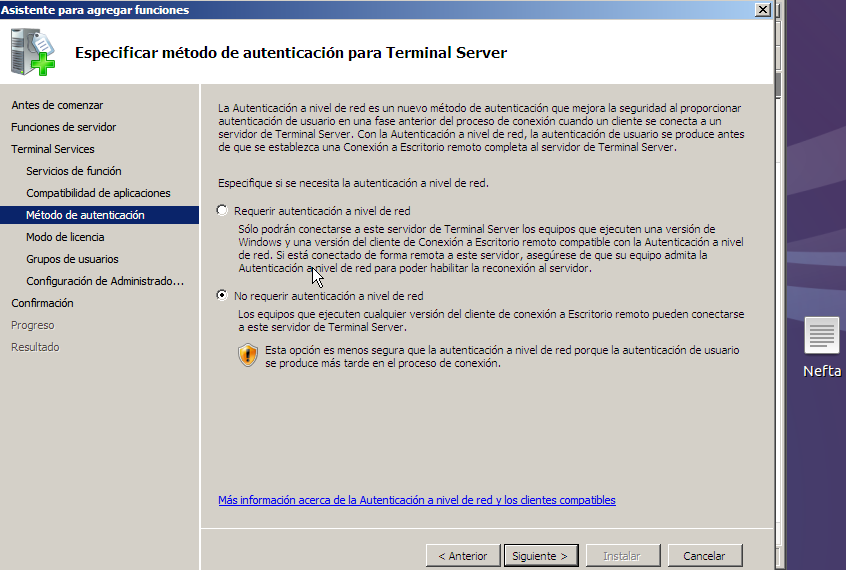 Asistente para agregar funciones
Especificar método de autenticación para Terminal Server
Antes de comenzar
Funciones de servidor
Terminal Services
Servicios de función
Compatibilidad de aplicaciones
Método de autenticación
Modo de licencia
Grupos de usuarios
Configuración de Administrado...
Confirmación
Progreso
Resultado
La Autenticación a nivel de red es un nuevo método de autenticación que mejora la seguridad al proporcionar
autenticación de usuario en una fase anterior del proceso de conexión cuando un cliente se conecta a un
servidor de Terminal Server. Con la Autenticación a nivel de red, la autenticación de usuario se produce antes
de que se establezca una Conexión a Escritorio remoto completa al servidor de Terminal Server.
Especifique si se necesita la autenticación a nivel de red.
Requerir autenticación a nivel de red
Sólo podrán conectarse a este servidor de Terminal Server los equipos que ejecuten una versión de
Windows y una versión del cliente de Conexión a Escritorio remoto compatible con la Autenticación a nivel
de red. Si está conectado de forma remota a este servidor, asegúrese de que su equipo admita la
Autenticación a nivel de red para poder habilitar la reconexión al servidor.
No requerir autenticación a nivel de red
Los equipos que ejecuten cualquier versión del cliente de conexión a Escritorio remoto pueden conectarse
a este servidor de Terminal Server.
Esta opción es menos segura que la autenticación a nivel de red porque la autenticación de usuario
se produce más tarde en el proceso de conexión.
Más información acerca de la Autenticación a nivel de red y los clientes compatibles
< Anterior
Siguiente >
Instalar
Cancelar
Nefta